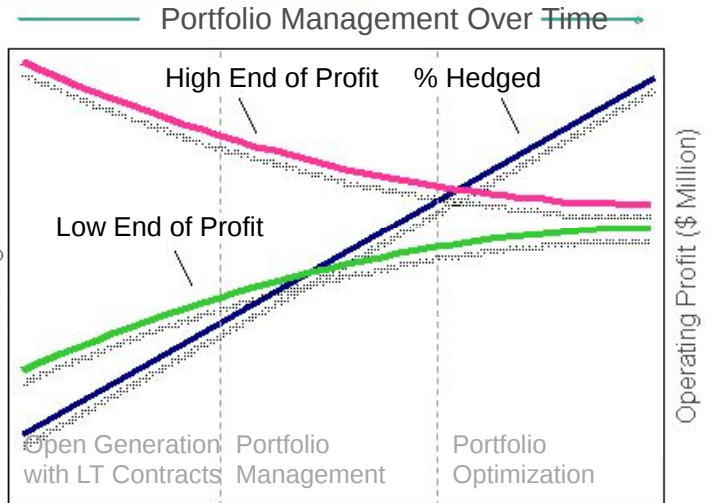 Portfolio Management Over Time
High End of Profit
% Hedged
Low End of Profit
Operating Profit ($ Million)
Open Generation
with LT Contracts
Portfolio
Management
Portfolio
Optimization